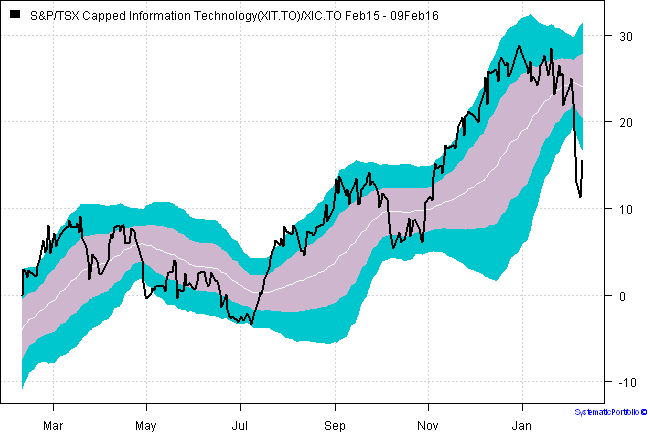 S&P/TSX Capped Information Technology(XIT.TO)/XIC.TO Feb15 - 09Feb16
30
20
10
0
-10
Mar May Jul Sep Nov Jan
SystematicPortfolio ©